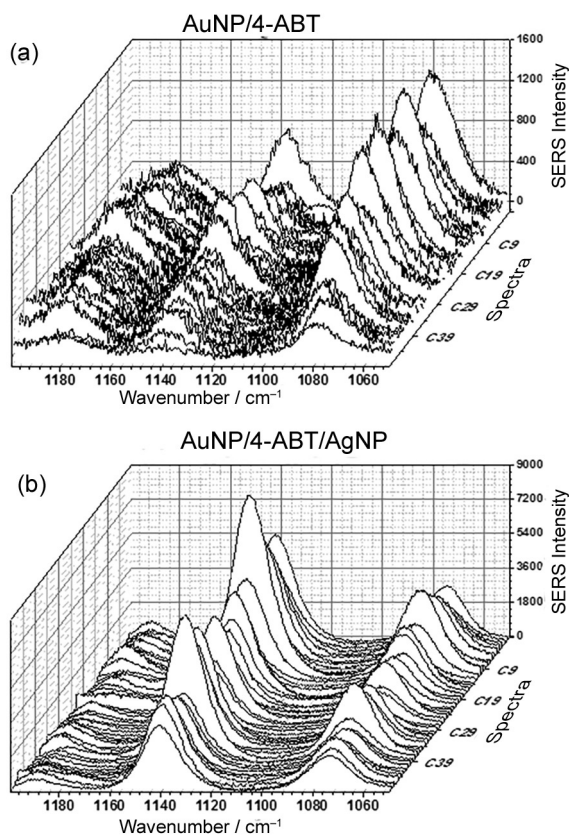 AuNP/4-ABT
(a)
1600
1200
800
400
0
SERS Intensity
C9
C19
C29
C39
Spectra
1180 1160 1140 1120 1100 1080 1060
Wavenumber / cm⁻¹
AuNP/4-ABT/AgNP
(b)
9000
7200
5400
3600
1800
0
SERS Intensity
C9
C19
C29
C39
Spectra
1180 1160 1140 1120 1100 1080 1060
Wavenumber / cm⁻¹